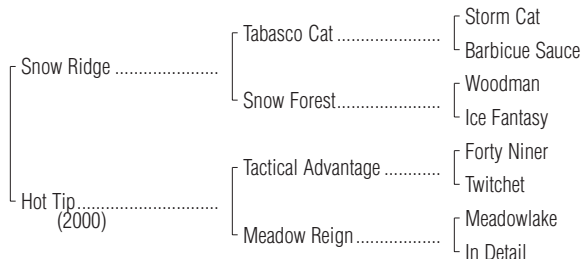 Storm Cat
Tabasco Cat ......................
Barbicue Sauce
Snow Ridge ......................
Woodman
Snow Forest......................
Ice Fantasy
Forty Niner
Tactical Advantage ............
Twitchet
Hot Tip..............................
(2000)
Meadowlake
Meadow Reign ..................
In Detail